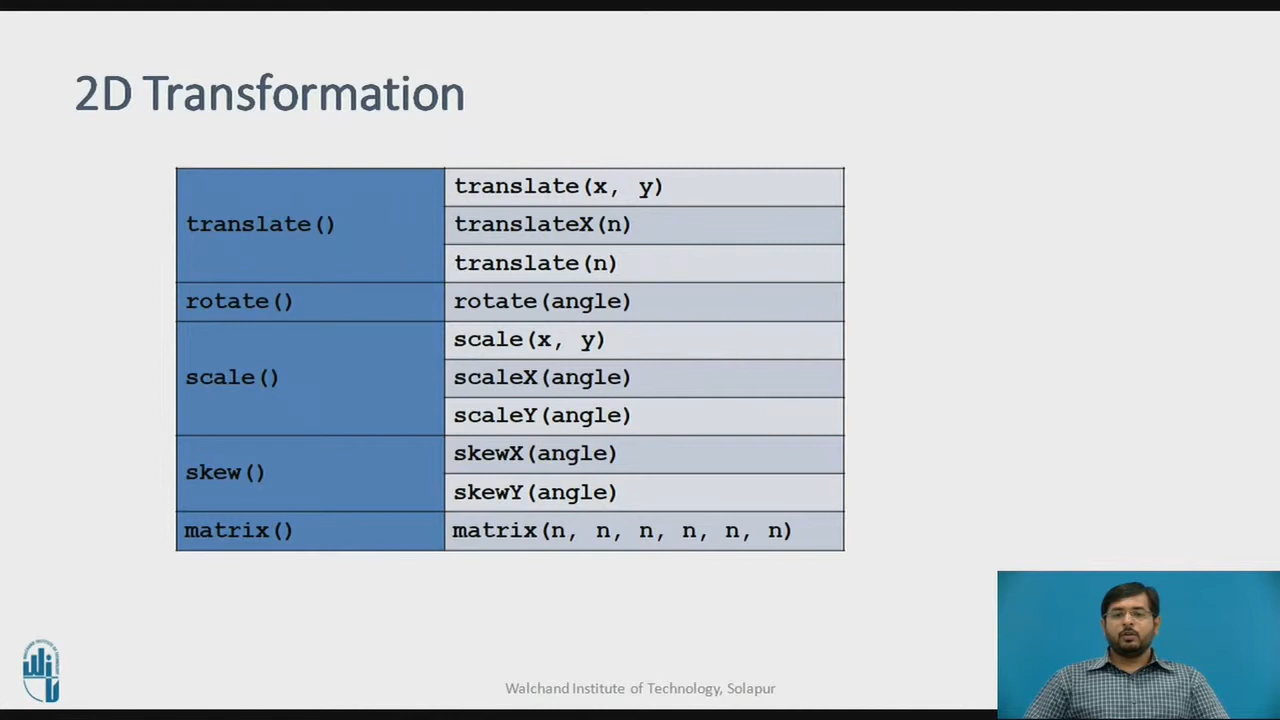 2D Transformation
translate()
translate(x, y)
translateX(n)
translate(n)
rotate()
rotate(angle)
scale()
scale(x, y)
scaleX(angle)
scaleY(angle)
skew()
skewX(angle)
skewY(angle)
matrix()
matrix(n, n, n, n, n, n)
Walchand Institute of Technology, Solapur